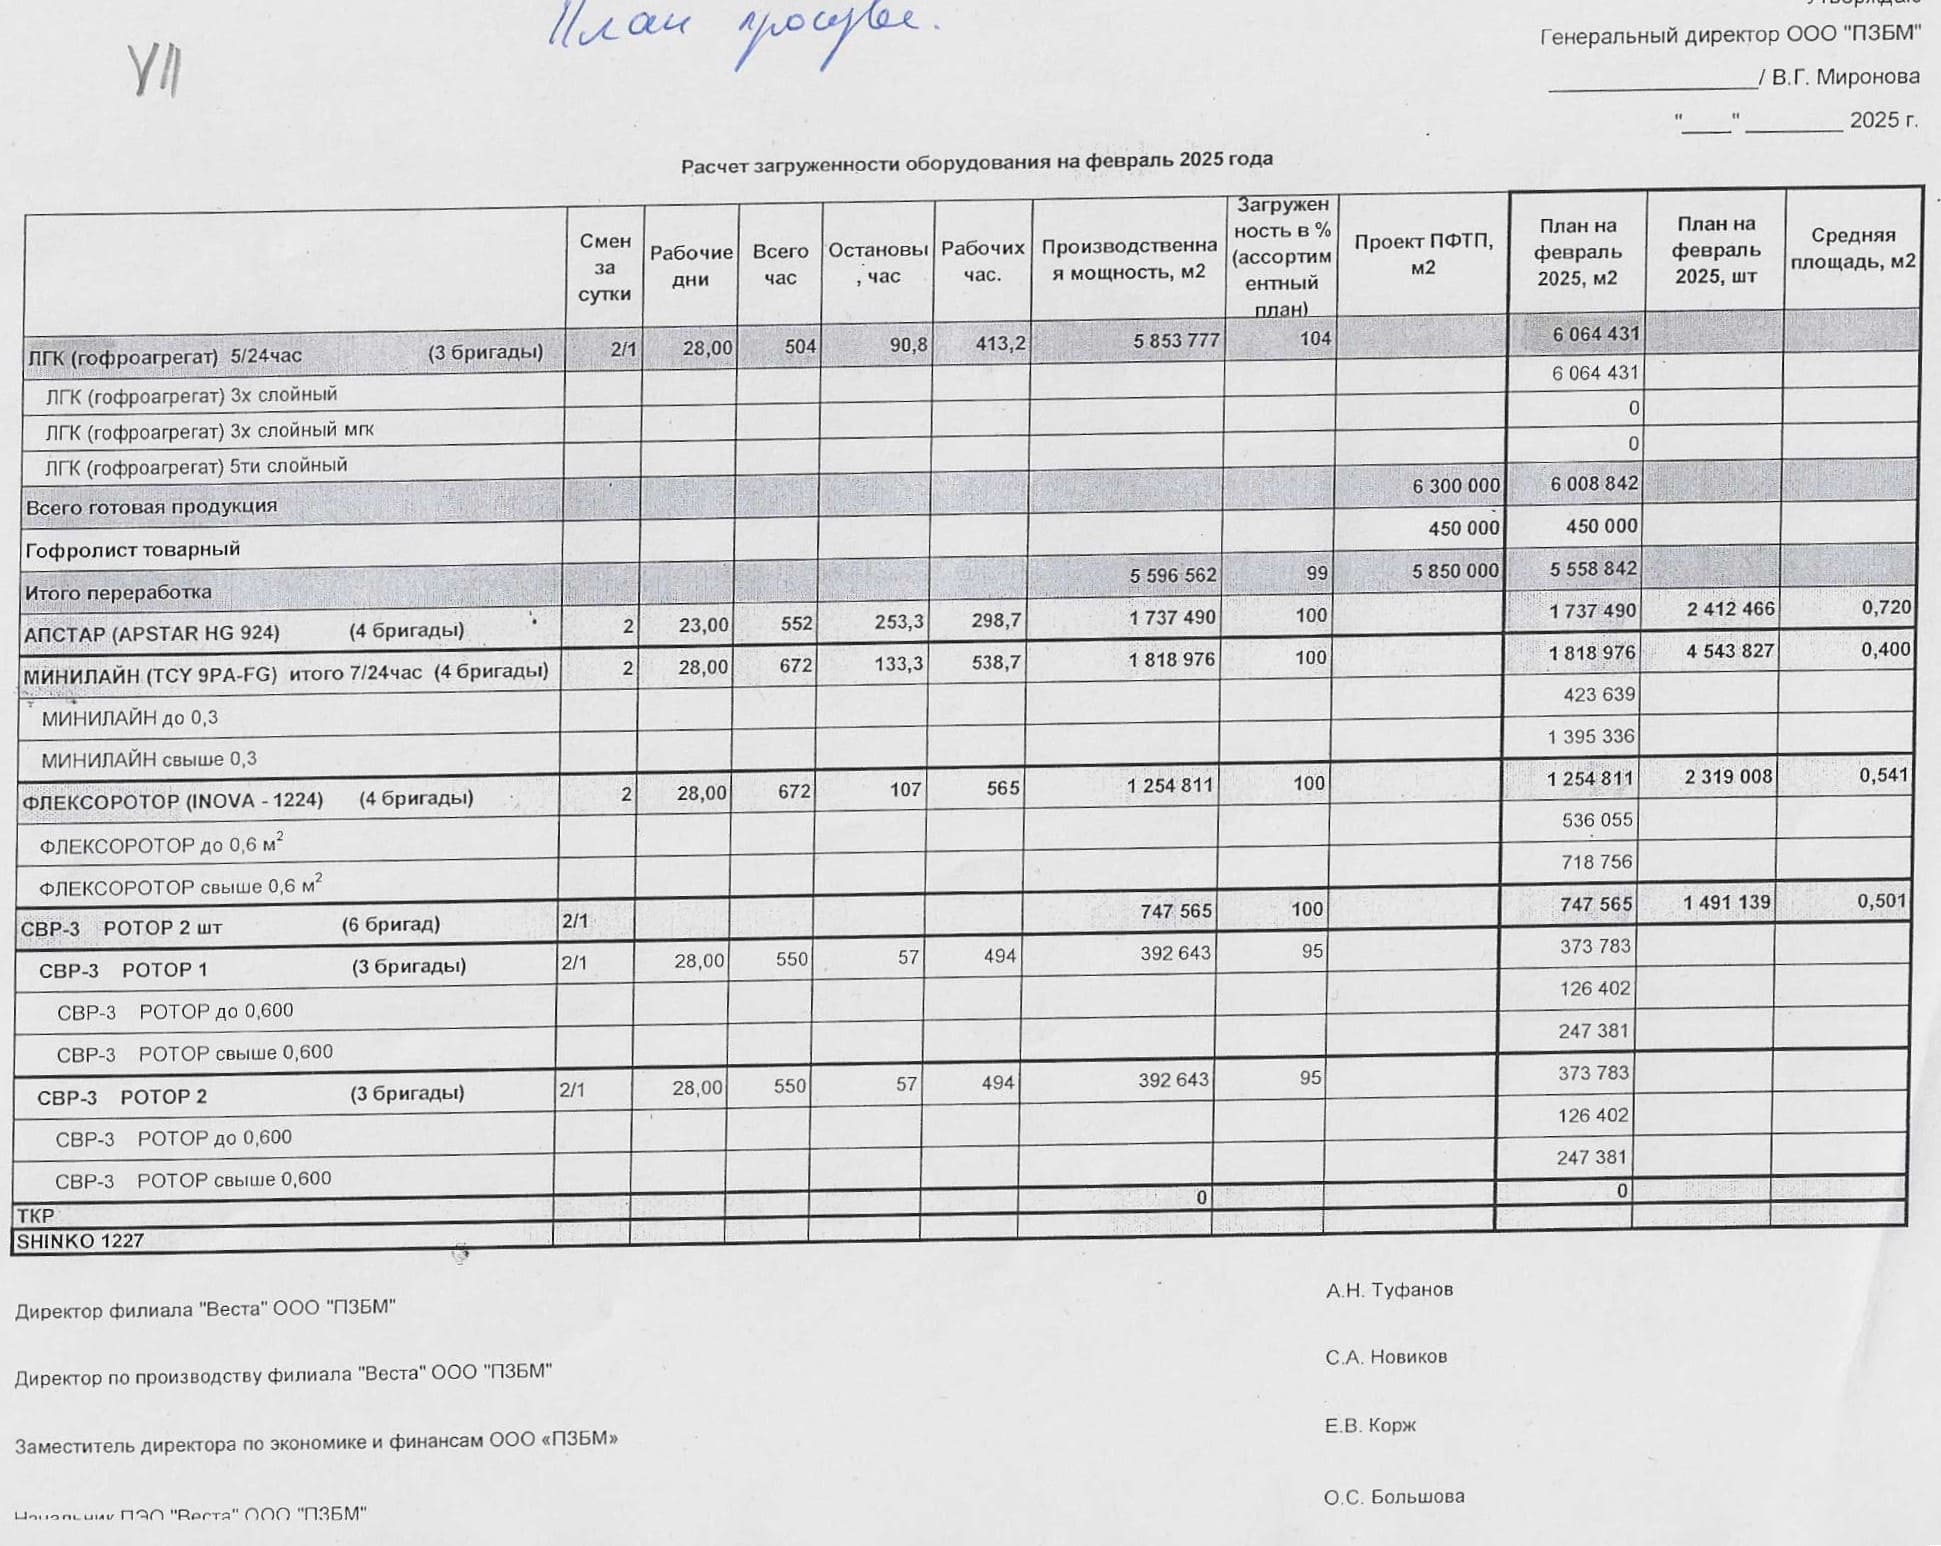 План
VII
Утверждаю
Генеральный директор ООО "ПЗБМ"
____________________/ В.Г. Миронова
"____" ________ 2025 г.
Расчет загруженности оборудования на февраль 2025 года
Смен за сутки | Рабочие дни | Всего час | Остановы, час | Рабочих час. | Производственная мощность, м2 | Загруженность в % (ассортиментный план) | Проект ПФТП, м2 | План на февраль 2025, м2 | План на февраль 2025, шт | Средняя площадь, м2
ЛГК (гофроагрегат) 5/24час (3 бригады) 2/1 28,00 504 90,8 413,2 5 853 777 104 6 064 431
ЛГК (гофроагрегат) 3х слойный 6 064 431
ЛГК (гофроагрегат) 3х слойный мгк 0
ЛГК (гофроагрегат) 5ти слойный 0
Всего готовая продукция 6 300 000 6 008 842
Гофролист товарный 450 000 450 000
Итого переработка 5 596 562 99 5 850 000 5 558 842
АПСТАР (APSTAR HG 924) (4 бригады) 2 23,00 552 253,3 298,7 1 737 490 100 1 737 490 2 412 466 0,720
МИНИЛАЙН (TCY 9PA-FG) итого 7/24час (4 бригады) 2 28,00 672 133,3 538,7 1 818 976 100 1 818 976 4 543 827 0,400
МИНИЛАЙН до 0,3 423 639
МИНИЛАЙН свыше 0,3 1 395 336
ФЛЕКСОРОТОР (INOVA - 1224) (4 бригады) 2 28,00 672 107 565 1 254 811 100 1 254 811 2 319 008 0,541
ФЛЕКСОРОТОР до 0,6 м² 536 055
ФЛЕКСОРОТОР свыше 0,6 м² 718 756
СВР-3 РОТОР 2 шт (6 бригад) 2/1 747 565 100 747 565 1 491 139 0,501
СВР-3 РОТОР 1 (3 бригады) 2/1 28,00 550 57 494 392 643 95 373 783
СВР-3 РОТОР до 0,600 126 402
СВР-3 РОТОР свыше 0,600 247 381
СВР-3 РОТОР 2 (3 бригады) 2/1 28,00 550 57 494 392 643 95 373 783
СВР-3 РОТОР до 0,600 126 402
СВР-3 РОТОР свыше 0,600 247 381
ТКР 0 0
SHINKO 1227
Директор филиала "Веста" ООО "ПЗБМ" А.Н. Туфанов
Директор по производству филиала "Веста" ООО "ПЗБМ" С.А. Новиков
Заместитель директора по экономике и финансам ООО «ПЗБМ» Е.В. Корж
Начальник ПЭО "Веста" ООО "ПЗБМ" О.С. Большова